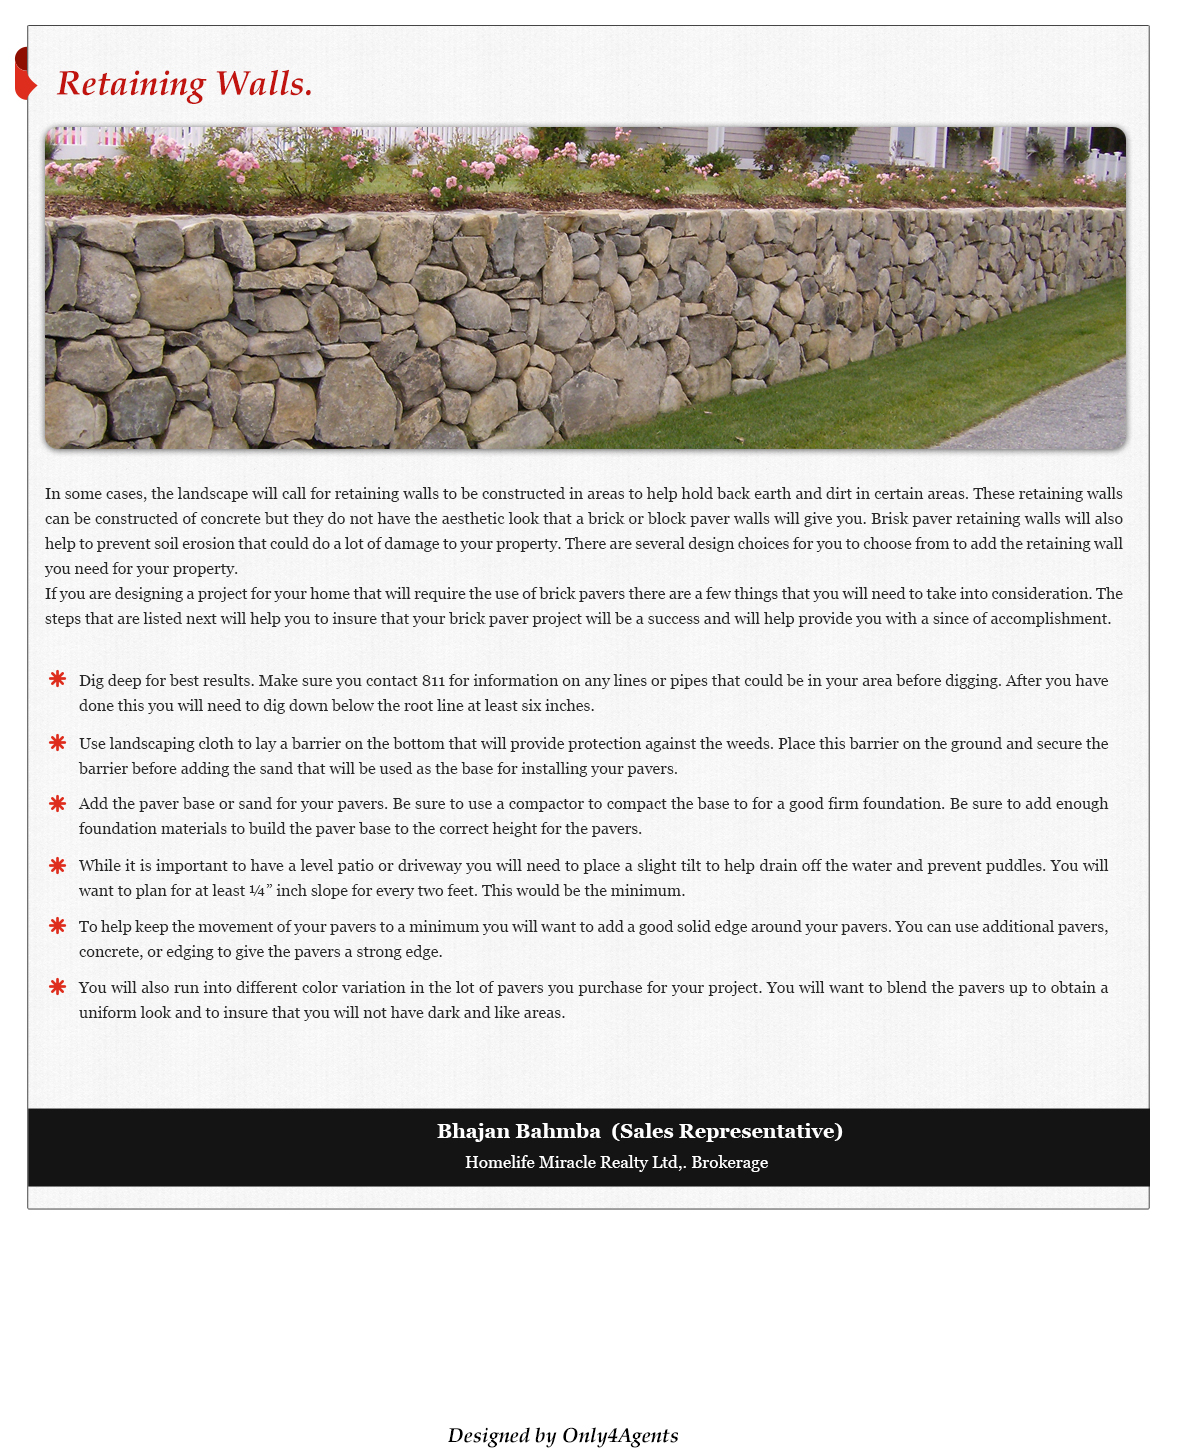 Retaining Walls.
In some cases, the landscape will call for retaining walls to be constructed in areas to help hold back earth and dirt in certain areas. These retaining walls
can be constructed of concrete but they do not have the aesthetic look that a brick or block paver walls will give you. Brisk paver retaining walls will also
help to prevent soil erosion that could do a lot of damage to your property. There are several design choices for you to choose from to add the retaining wall
you need for your property.
If you are designing a project for your home that will require the use of brick pavers there are a few things that you will need to take into consideration. The
steps that are listed next will help you to insure that your brick paver project will be a success and will help provide you with a since of accomplishment.
Dig deep for best results. Make sure you contact 811 for information on any lines or pipes that could be in your area before digging. After you have
done this you will need to dig down below the root line at least six inches.
Use landscaping cloth to lay a barrier on the bottom that will provide protection against the weeds. Place this barrier on the ground and secure the
barrier before adding the sand that will be used as the base for installing your pavers.
Add the paver base or sand for your pavers. Be sure to use a compactor to compact the base to for a good firm foundation. Be sure to add enough
foundation materials to build the paver base to the correct height for the pavers.
While it is important to have a level patio or driveway you will need to place a slight tilt to help drain off the water and prevent puddles. You will
want to plan for at least ¼” inch slope for every two feet. This would be the minimum.
To help keep the movement of your pavers to a minimum you will want to add a good solid edge around your pavers. You can use additional pavers,
concrete, or edging to give the pavers a strong edge.
You will also run into different color variation in the lot of pavers you purchase for your project. You will want to blend the pavers up to obtain a
uniform look and to insure that you will not have dark and like areas.
Bhajan Bahmba (Sales Representative)
Homelife Miracle Realty Ltd,. Brokerage
Designed by Only4Agents